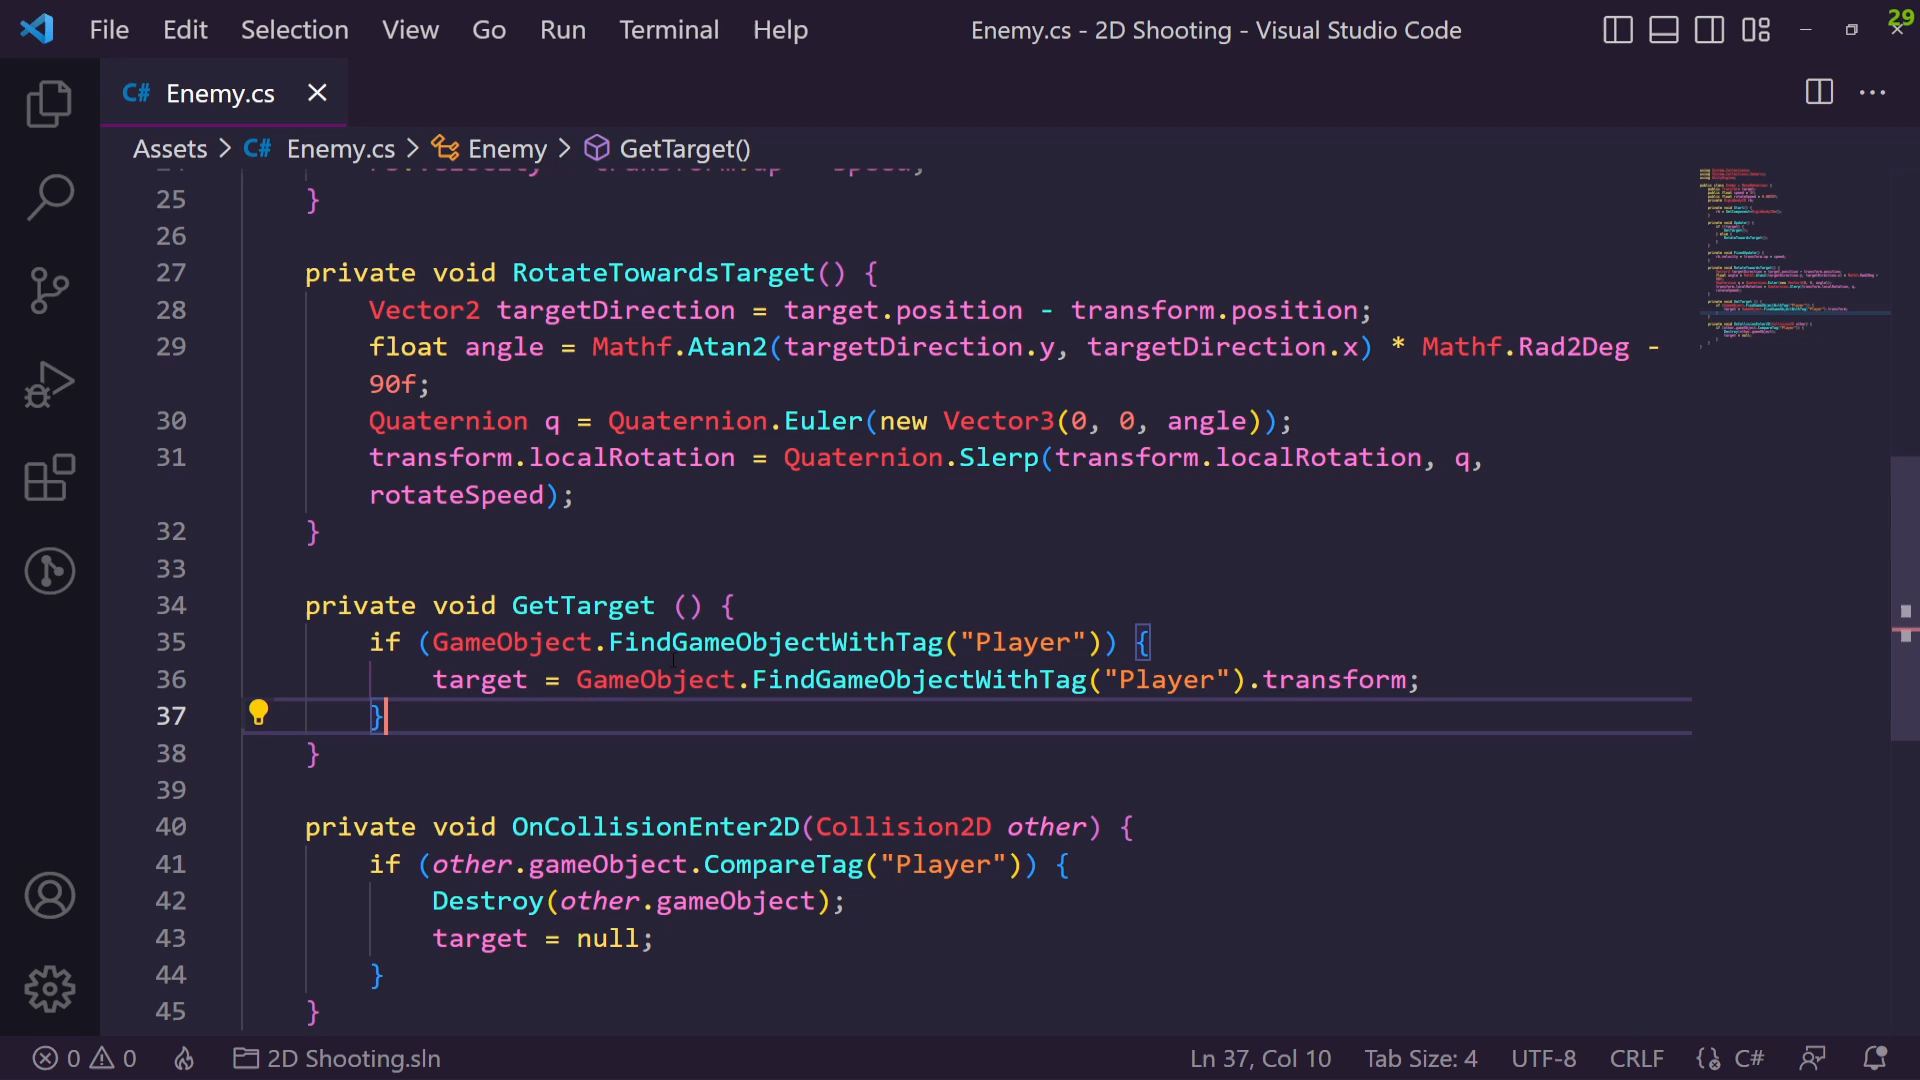 29
File Edit Selection View Go Run Terminal Help Enemy.cs - 2D Shooting - Visual Studio Code
C# Enemy.cs
Assets > C# Enemy.cs > Enemy > GetTarget()
25 }
26
27 private void RotateTowardsTarget() {
28 Vector2 targetDirection = target.position - transform.position;
29 float angle = Mathf.Atan2(targetDirection.y, targetDirection.x) * Mathf.Rad2Deg -
90f;
30 Quaternion q = Quaternion.Euler(new Vector3(0, 0, angle));
31 transform.localRotation = Quaternion.Slerp(transform.localRotation, q,
rotateSpeed);
32 }
33
34 private void GetTarget () {
35 if (GameObject.FindGameObjectWithTag("Player")) {
36 target = GameObject.FindGameObjectWithTag("Player").transform;
37 }
38 }
39
40 private void OnCollisionEnter2D(Collision2D other) {
41 if (other.gameObject.CompareTag("Player")) {
42 Destroy(other.gameObject);
43 target = null;
44 }
45 }
0 0 2D Shooting.sln Ln 37, Col 10 Tab Size: 4 UTF-8 CRLF C#